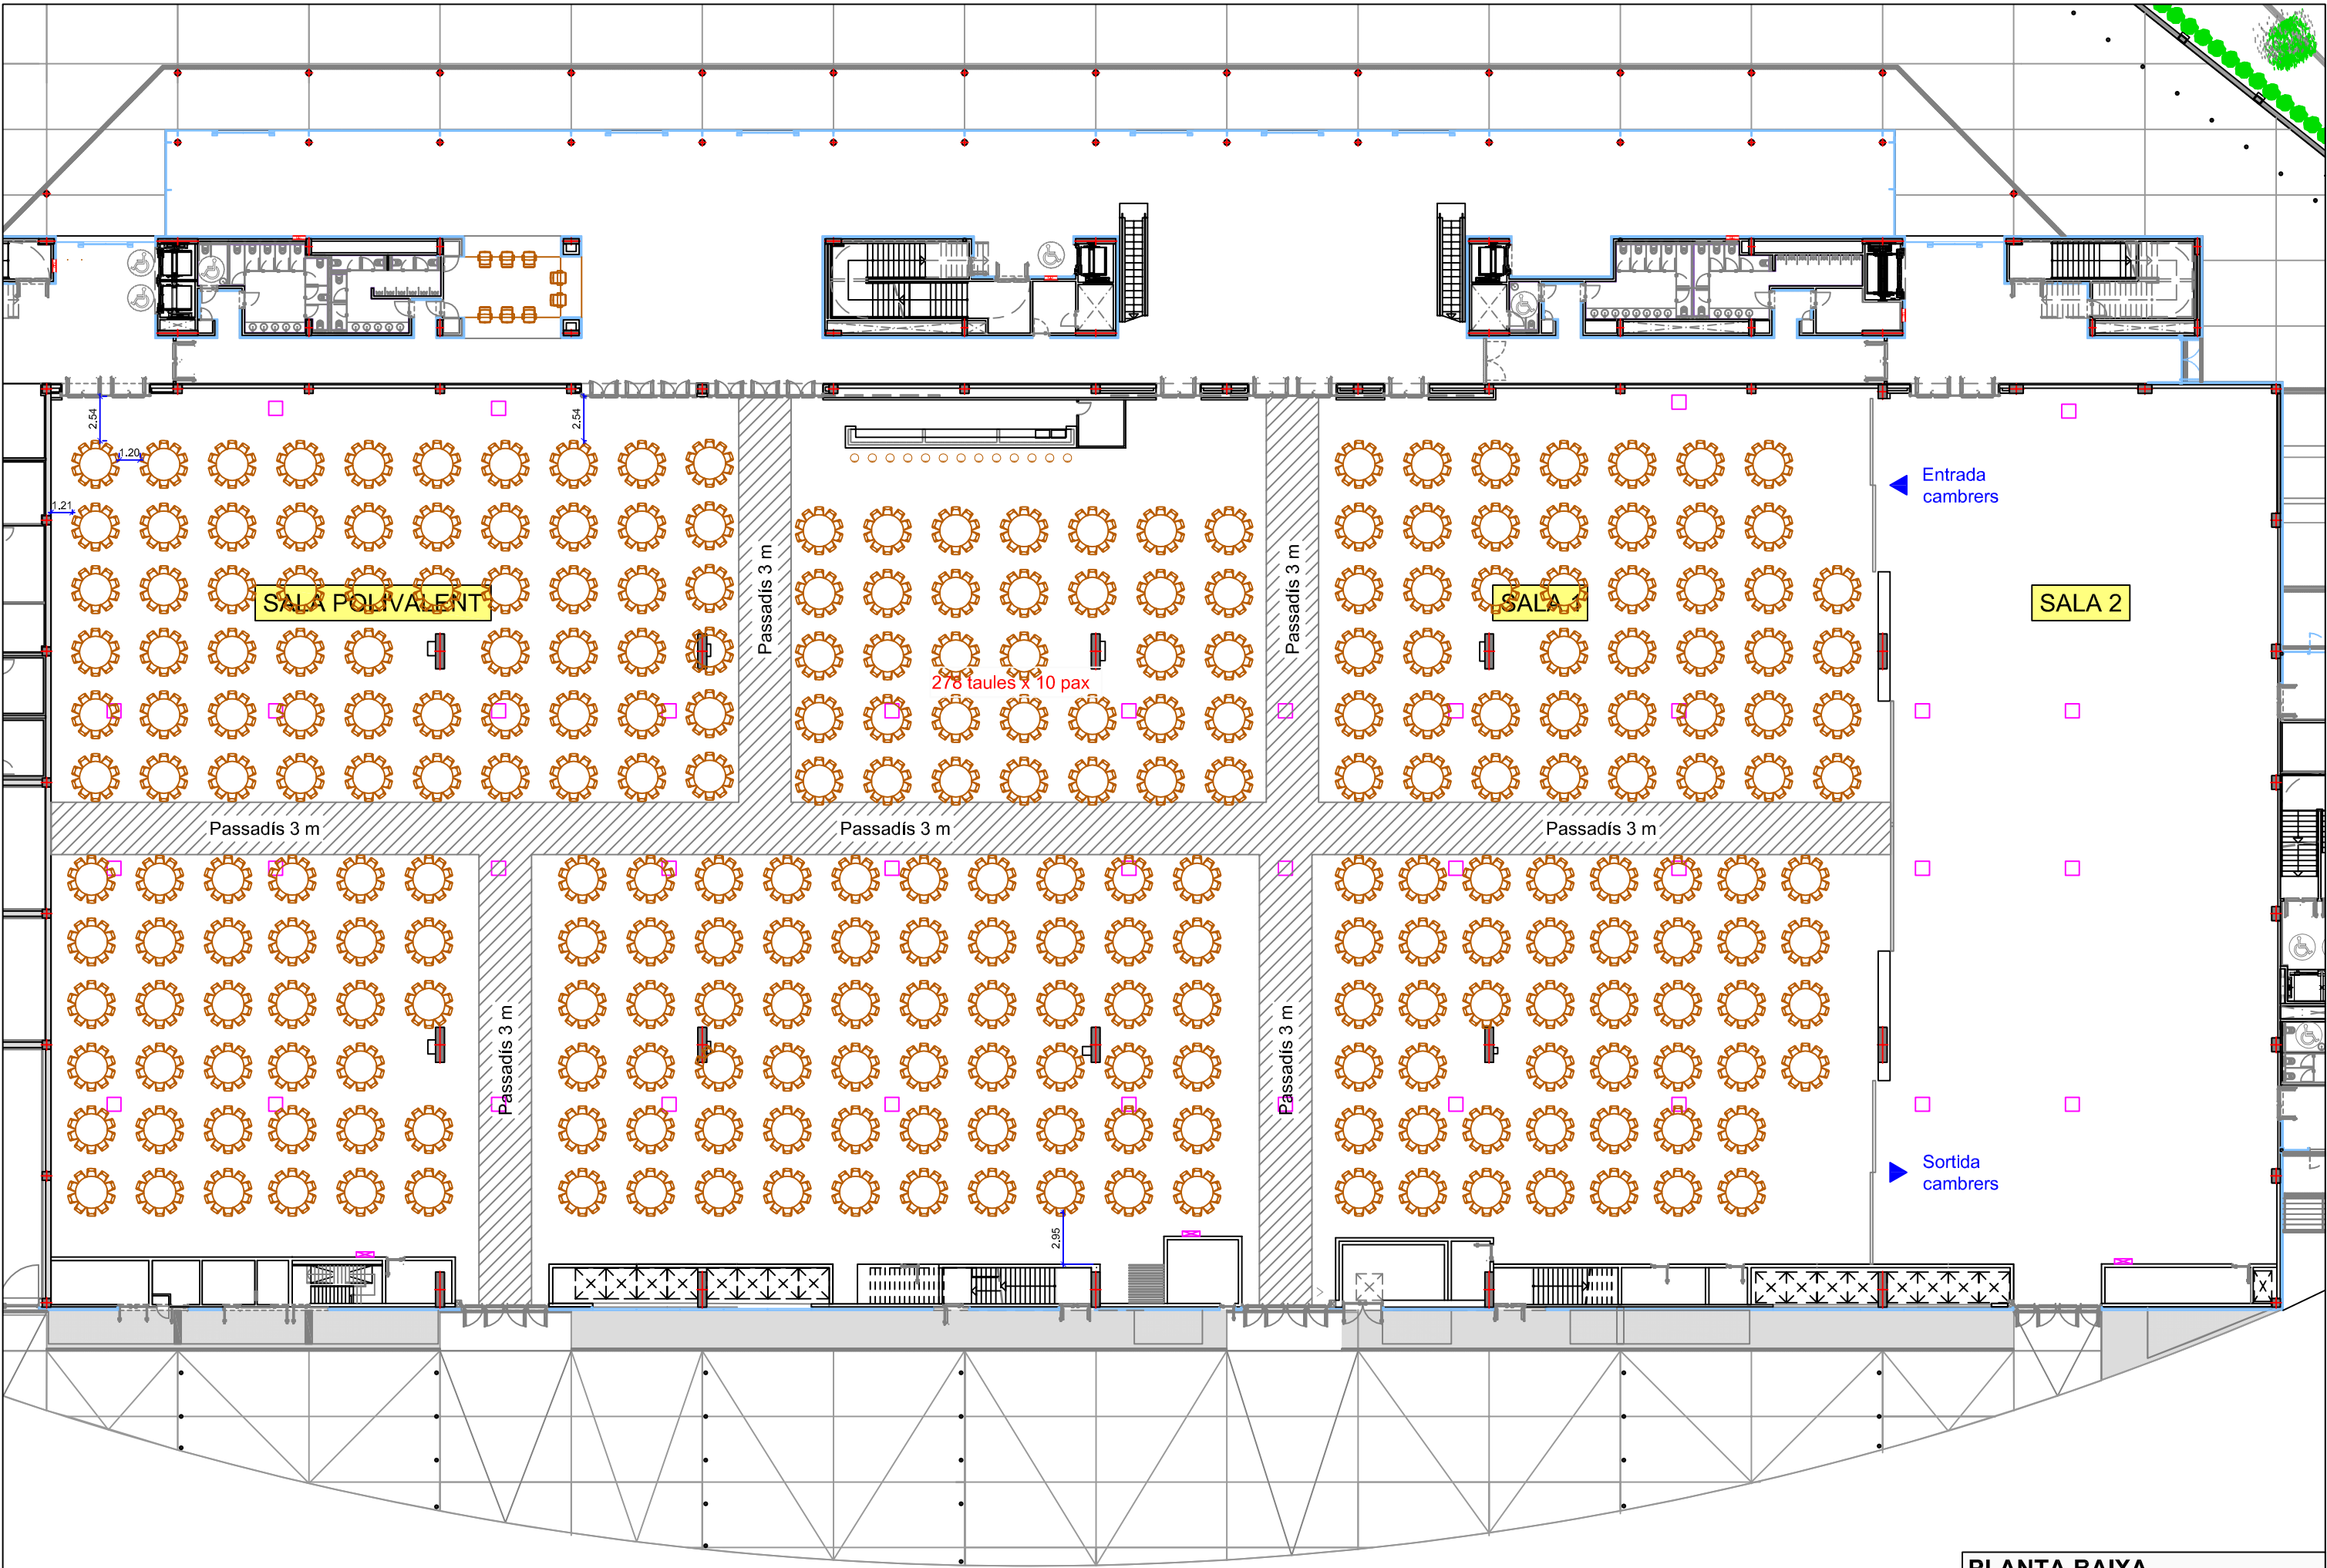 2.54
2.54
1.20
1.21
Entrada
cambrers
Passadís 3 m
Passadís 3 m
SALA POLIVALENT
SALA 1
SALA 2
278 taules x 10 pax
Passadís 3 m
Passadís 3 m
Passadís 3 m
Passadís 3 m
Passadís 3 m
Sortida
cambrers
2.95
PLANTA BAIXA